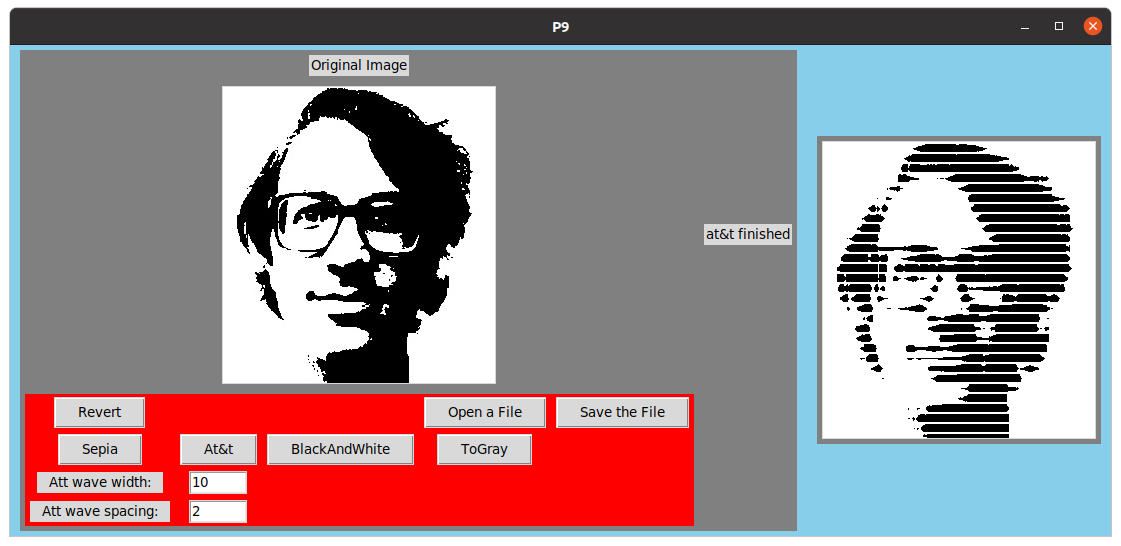 P9
Original Image
at&t finished
Revert
Open a File
Save the File
Sepia
At&t
BlackAndWhite
ToGray
Att wave width:
10
Att wave spacing:
2